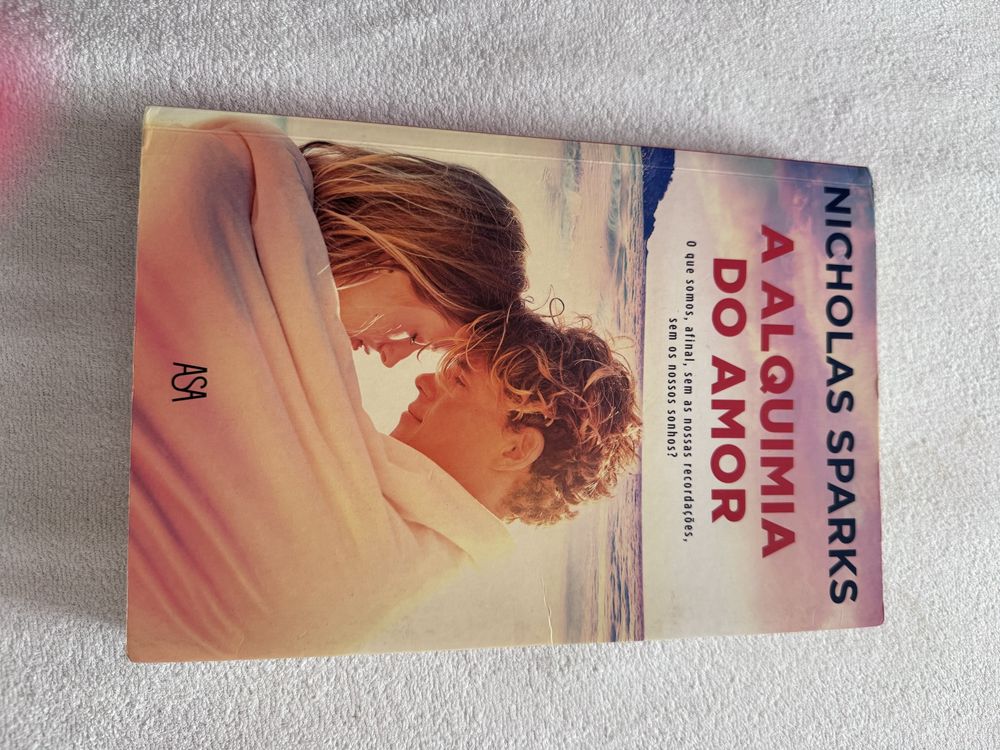 NICHOLAS SPARKS
A ALQUIMIA
DO AMOR
O que somos, afinal, sem as nossas recordações,
sem os nossos sonhos?
ASA